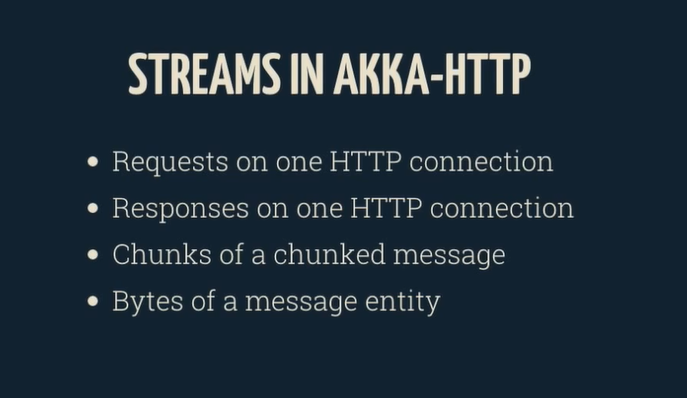 STREAMS IN AKKA-HTTP
• Requests on one HTTP connection
• Responses on one HTTP connection
• Chunks of a chunked message
• Bytes of a message entity